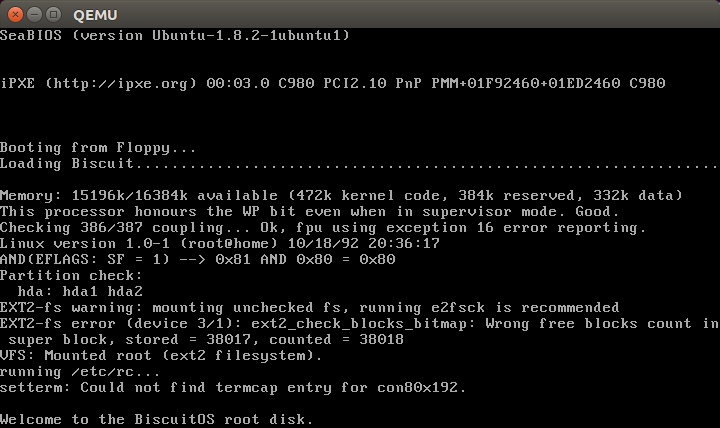 QEMU
SeaBIOS (version Ubuntu-1.8.2-1ubuntu1)
iPXE (http://ipxe.org) 00:03.0 C980 PCI2.10 PnP PMM+01F92460+01ED2460 C980
Booting from Floppy...
Loading Biscuit................................................................
Memory: 15196k/16384k available (472k kernel code, 384k reserved, 332k data)
This processor honours the WP bit even when in supervisor mode. Good.
Checking 386/387 coupling... Ok, fpu using exception 16 error reporting.
Linux version 1.0-1 (root@home) 10/18/92 20:36:17
AND(EFLAGS: SF = 1) --> 0x81 AND 0x80 = 0x80
Partition check:
  hda: hda1 hda2
EXT2-fs warning: mounting unchecked fs, running e2fsck is recommended
EXT2-fs error (device 3/1): ext2_check_blocks_bitmap: Wrong free blocks count in
 super block, stored = 38017, counted = 38018
VFS: Mounted root (ext2 filesystem).
running /etc/rc...
setterm: Could not find termcap entry for con80x192.
Welcome to the BiscuitOS root disk.